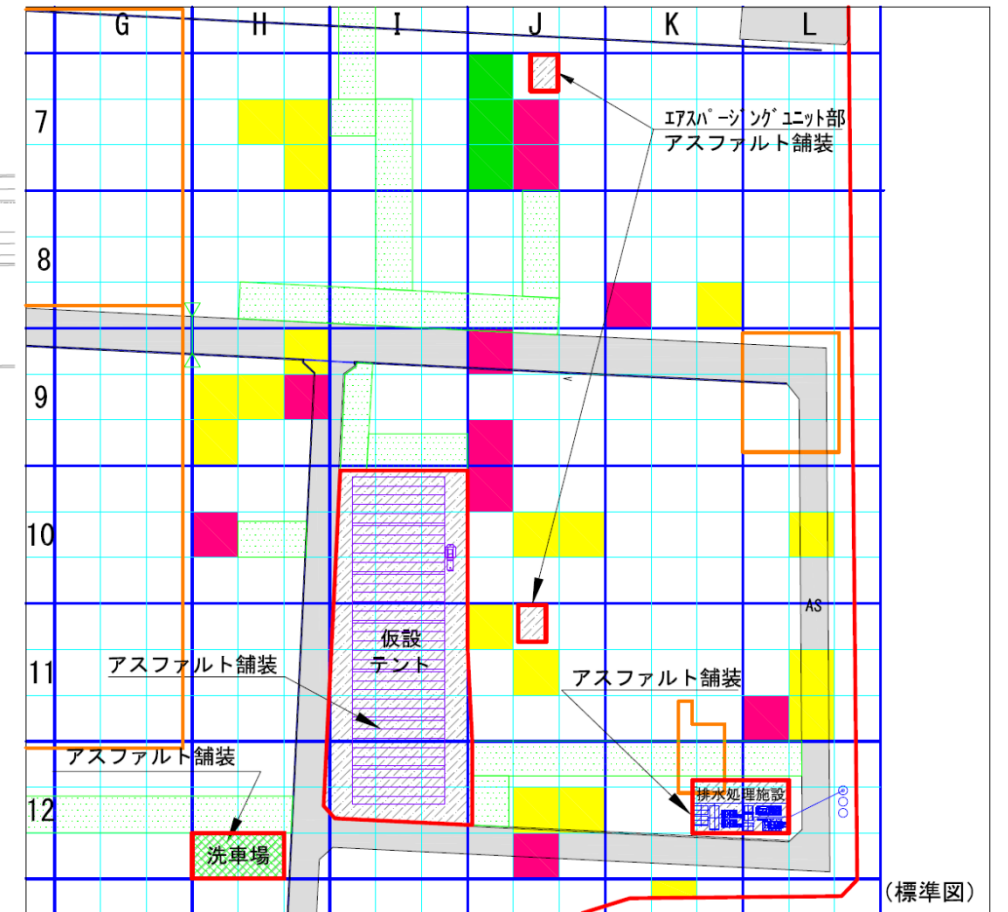 G H I J K L
7
エアスパージングユニット部
アスファルト舗装
8
9
10
AS
11
仮設
テント
アスファルト舗装
アスファルト舗装
アスファルト舗装
12
排水処理施設
洗車場
(標準図)